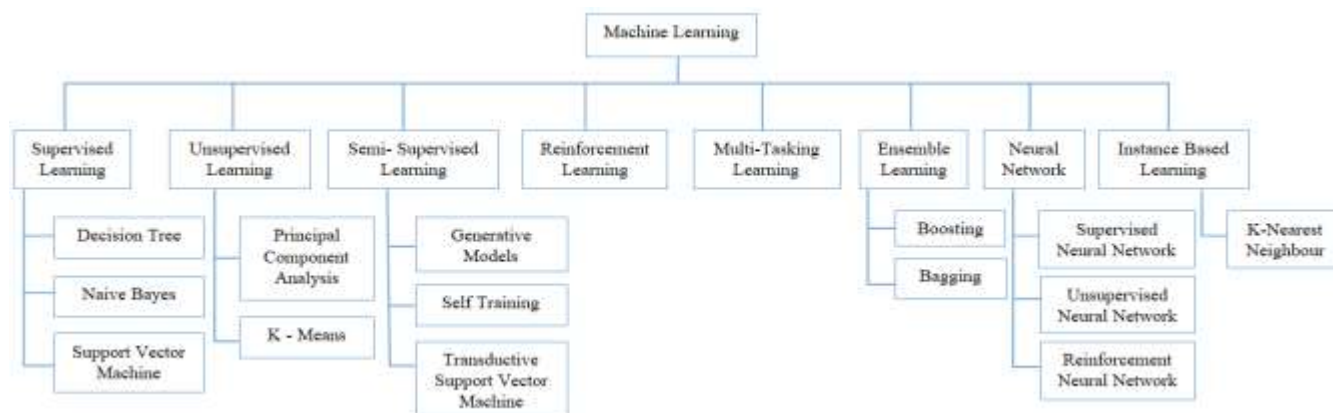 Machine Learning
Supervised
Learning
Unsupervised
Learning
Semi- Supervised
Learning
Reinforcement
Learning
Multi-Tasking
Learning
Ensemble
Learning
Neural
Network
Instance Based
Learning
Decision Tree
Naive Bayes
Support Vector
Machine
Principal
Component
Analysis
K - Means
Generative
Models
Self Training
Transductive
Support Vector
Machine
Boosting
Bagging
Supervised
Neural Network
Unsupervised
Neural Network
Reinforcement
Neural Network
K-Nearest
Neighbour